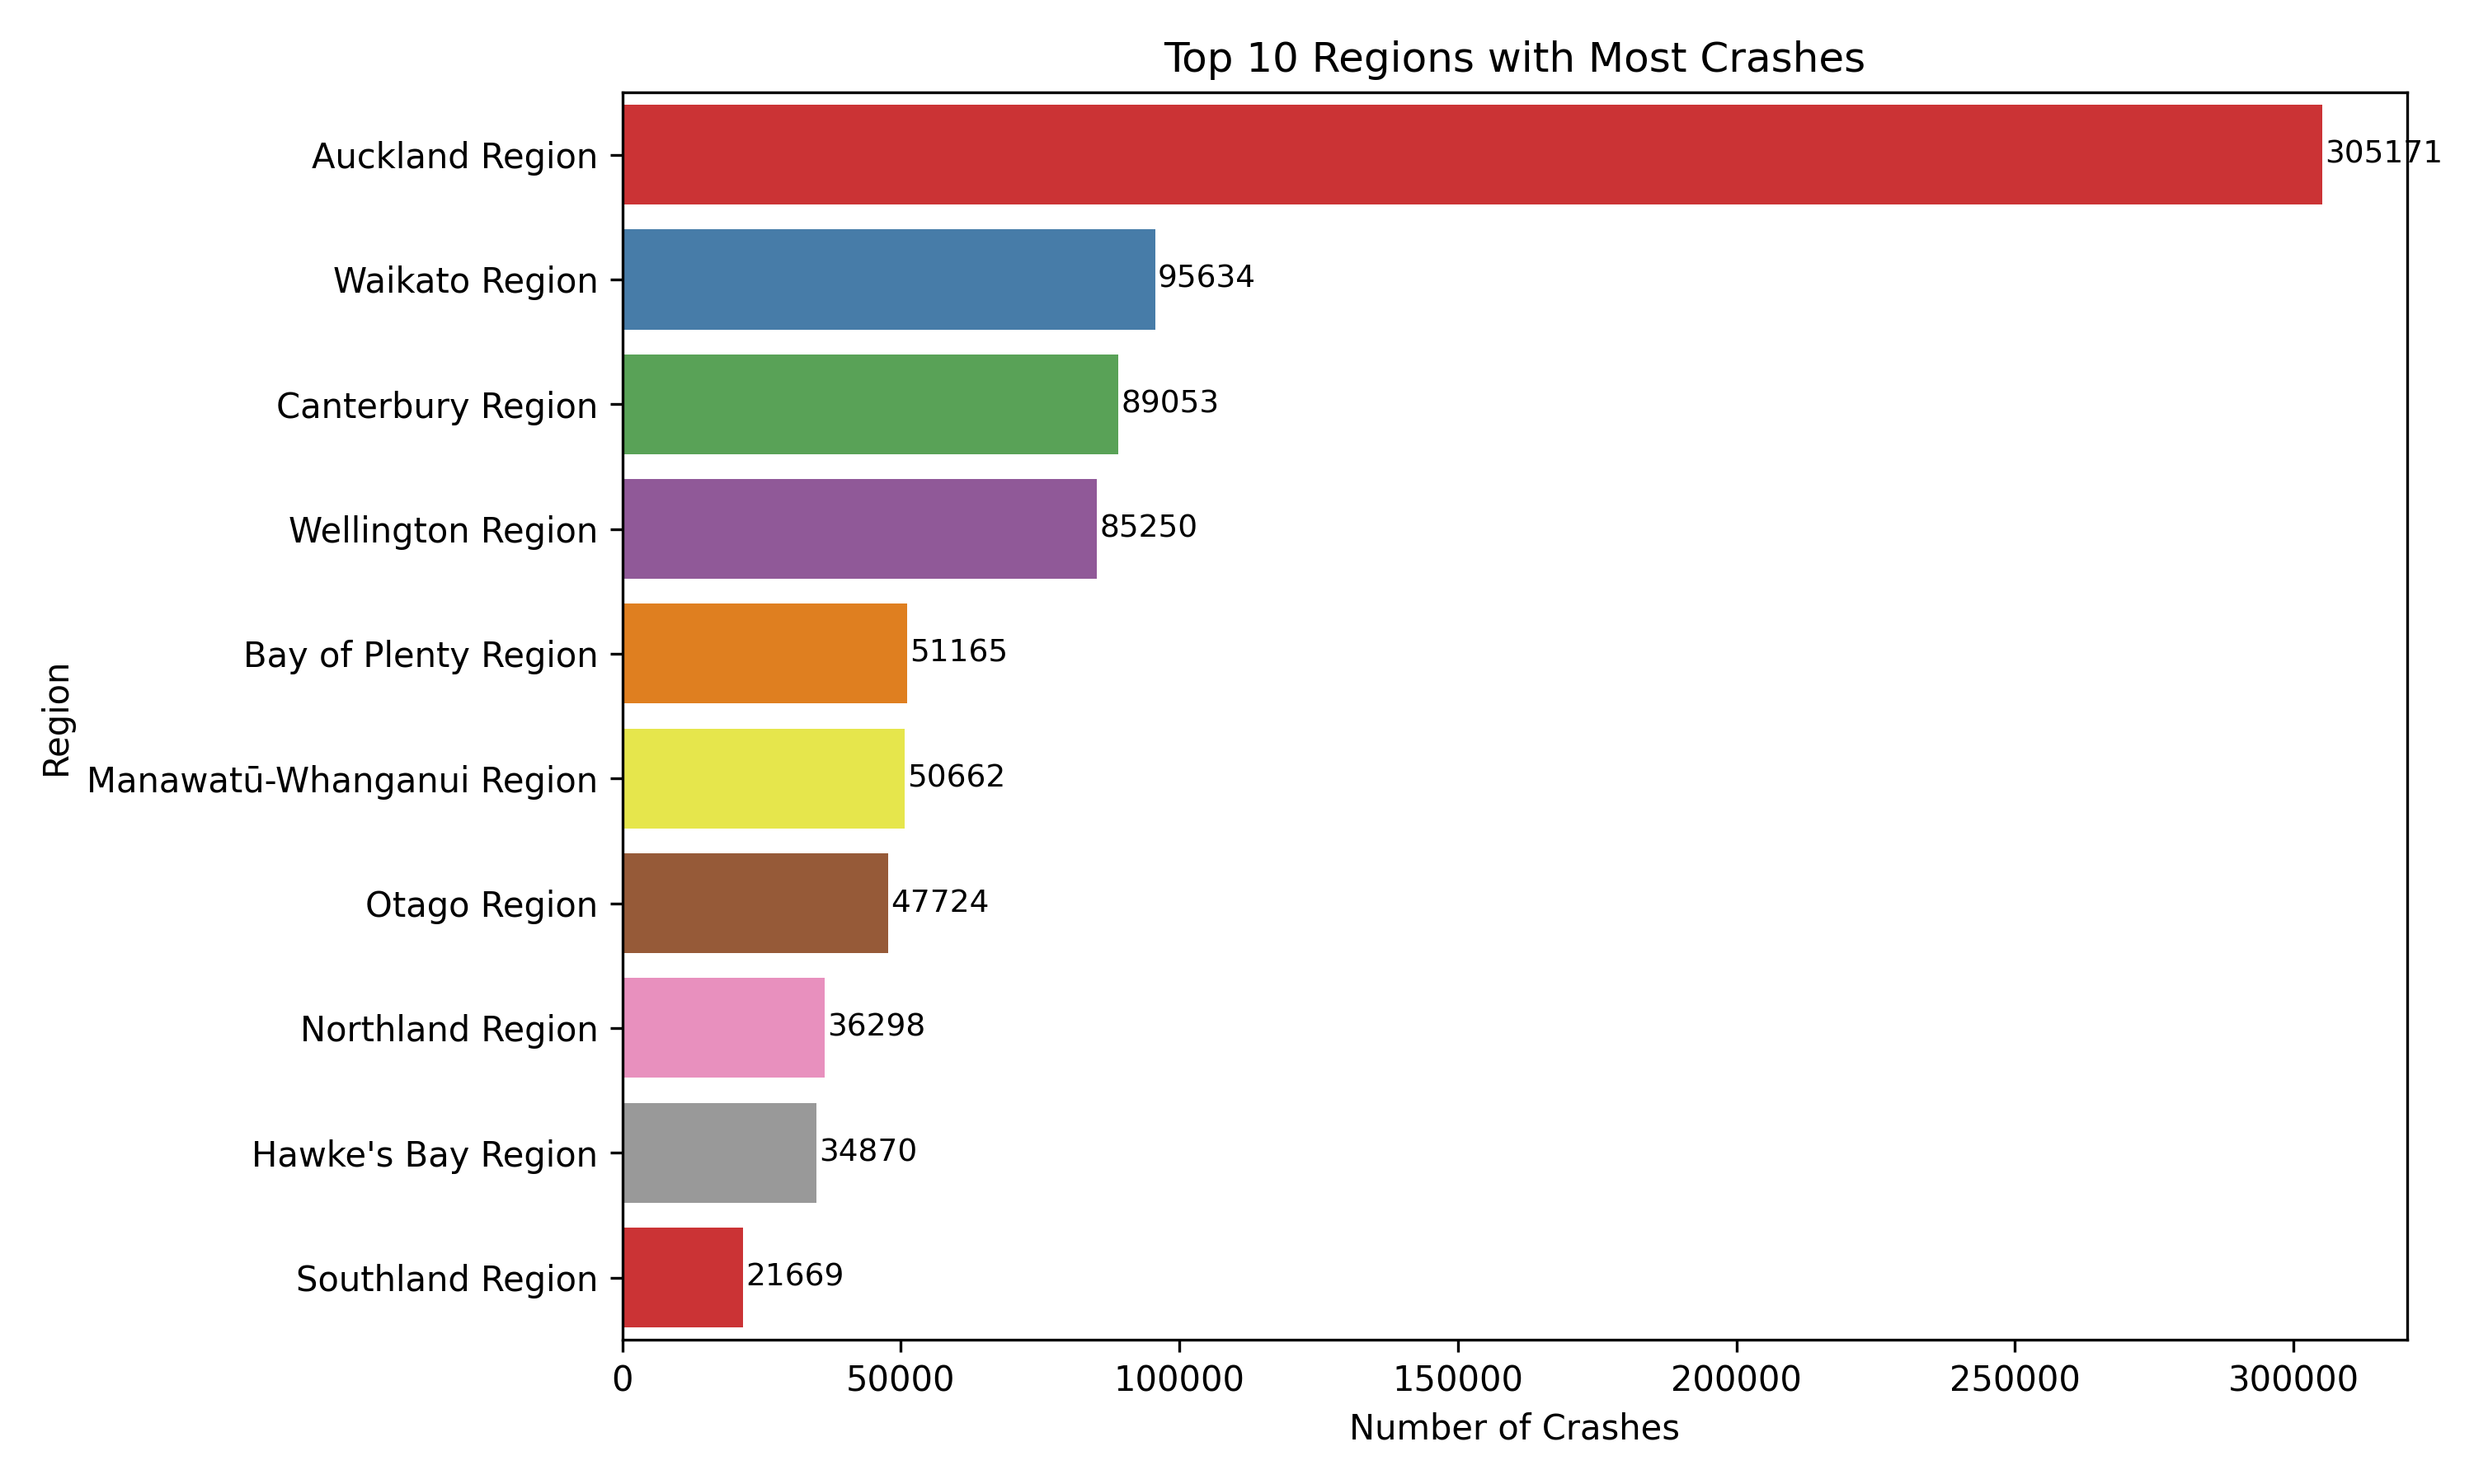 Top 10 Regions with Most Crashes
Auckland Region 305171
Waikato Region 95634
Canterbury Region 89053
Wellington Region 85250
Bay of Plenty Region 51165
Manawatū-Whanganui Region 50662
Otago Region 47724
Northland Region 36298
Hawke's Bay Region 34870
Southland Region 21669
Region
0 50000 100000 150000 200000 250000 300000
Number of Crashes